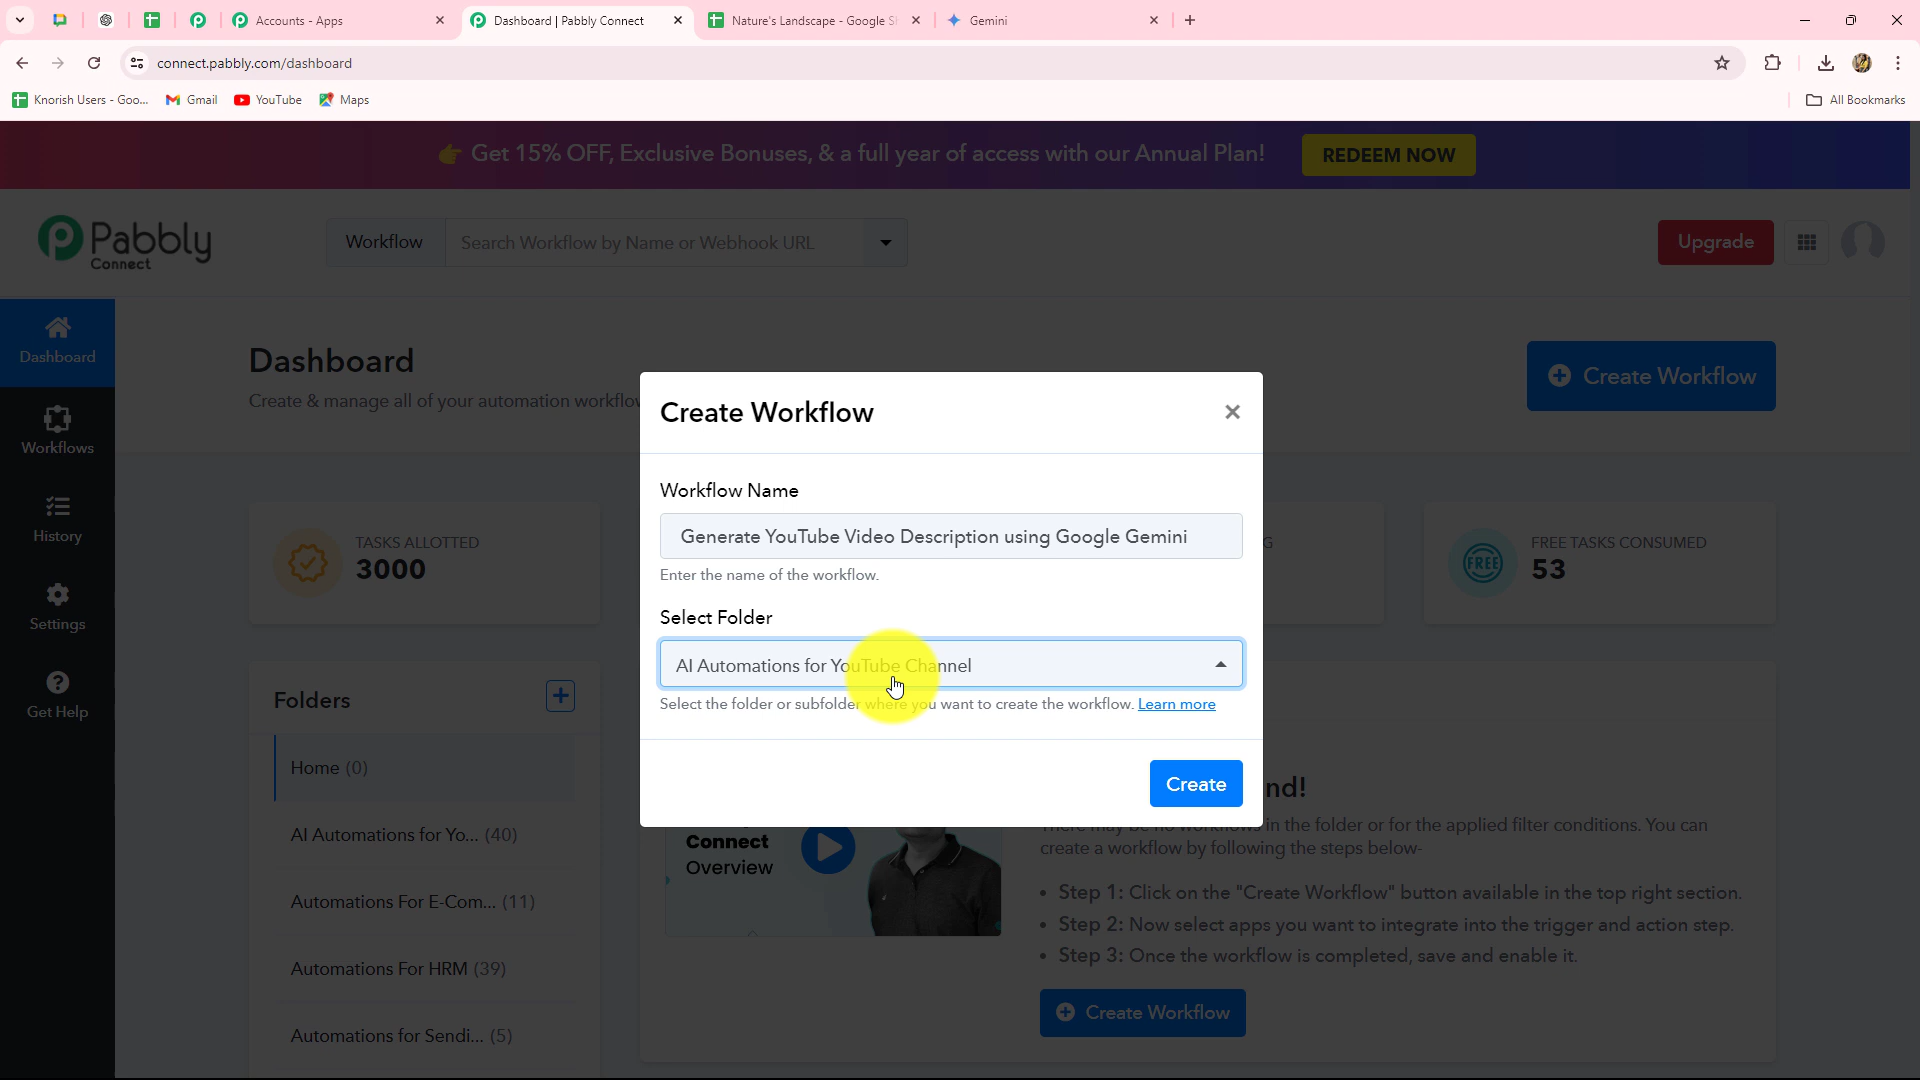 Accounts - Apps
Dashboard | Pabbly Connect
Nature's Landscape - Google S
Gemini
connect.pabbly.com/dashboard
Knorish Users - Goo...
Gmail
YouTube
Maps
All Bookmarks
Get 15% OFF, Exclusive Bonuses, & a full year of access with our Annual Plan!
REDEEM NOW
Pabbly
Connect
Workflow
Search Workflow by Name or Webhook URL
Upgrade
Dashboard
Workflows
History
Settings
Get Help
Dashboard
Create & manage all of your automation workflo
Create Workflow
TASKS ALLOTTED
3000
G
FREE TASKS CONSUMED
FREE
53
Folders
Home (0)
AI Automations for Yo... (40)
Automations For E-Com... (11)
Automations For HRM (39)
Automations for Sendi... (5)
Create Workflow
Workflow Name
Generate YouTube Video Description using Google Gemini
Enter the name of the workflow.
Select Folder
AI Automations for YouTube Channel
Select the folder or subfolder where you want to create the workflow. Learn more
Create
Connect
Overview
nd!
There may be no workflows in the folder or for the applied filter conditions. You can
create a workflow by following the steps below-
• Step 1: Click on the "Create Workflow" button available in the top right section.
• Step 2: Now select apps you want to integrate into the trigger and action step.
• Step 3: Once the workflow is completed, save and enable it.
Create Workflow